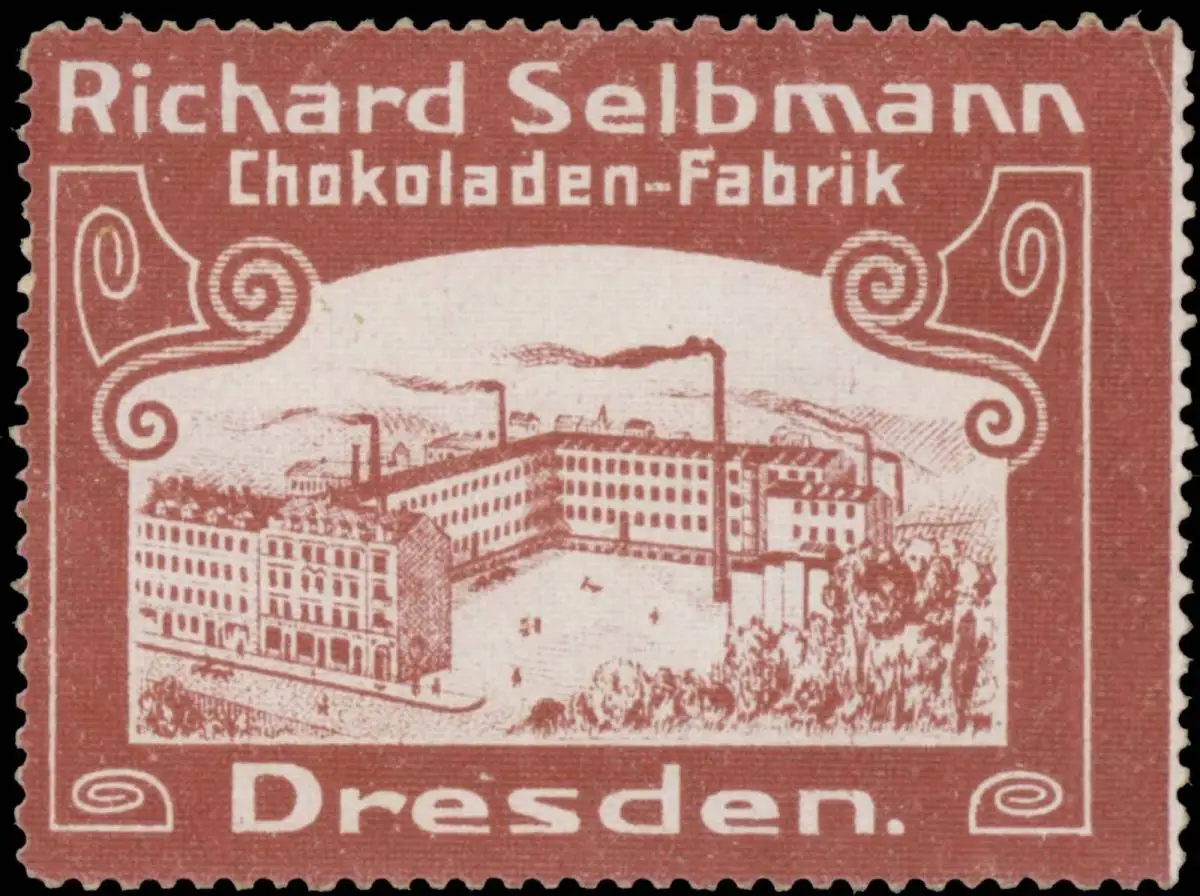 Richard Selbmann
Chokoladen-Fabrik
Dresden.